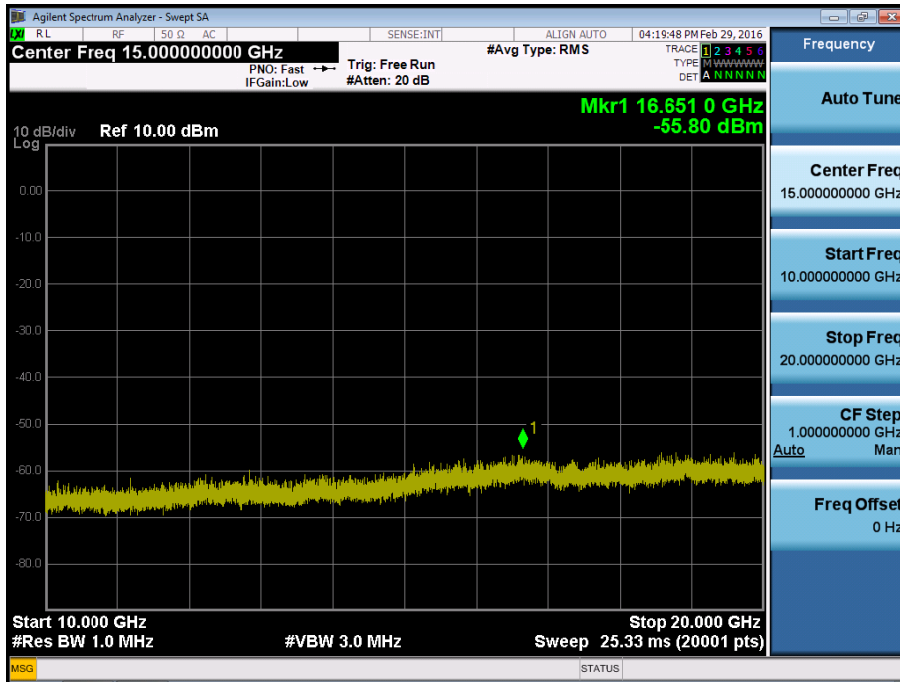 Agilent Spectrum Analyzer - Swept SA
LXI RL RF 50 Ω AC SENSE:INT ALIGN AUTO 04:19:48 PM Feb 29, 2016
Center Freq 15.000000000 GHz
PNO: Fast
IFGain:Low
Trig: Free Run
#Atten: 20 dB
#Avg Type: RMS
TRACE 1 2 3 4 5 6
TYPE M WWWWW
DET A N N N N N
Mkr1 16.651 0 GHz
-55.80 dBm
10 dB/div Ref 10.00 dBm
Log
0.00
-10.0
-20.0
-30.0
-40.0
-50.0
-60.0
-70.0
-80.0
1
Start 10.000 GHz Stop 20.000 GHz
#Res BW 1.0 MHz #VBW 3.0 MHz Sweep 25.33 ms (20001 pts)
MSG STATUS
Frequency
Auto Tune
Center Freq
15.000000000 GHz
Start Freq
10.000000000 GHz
Stop Freq
20.000000000 GHz
CF Step
1.000000000 GHz
Auto Man
Freq Offset
0 Hz